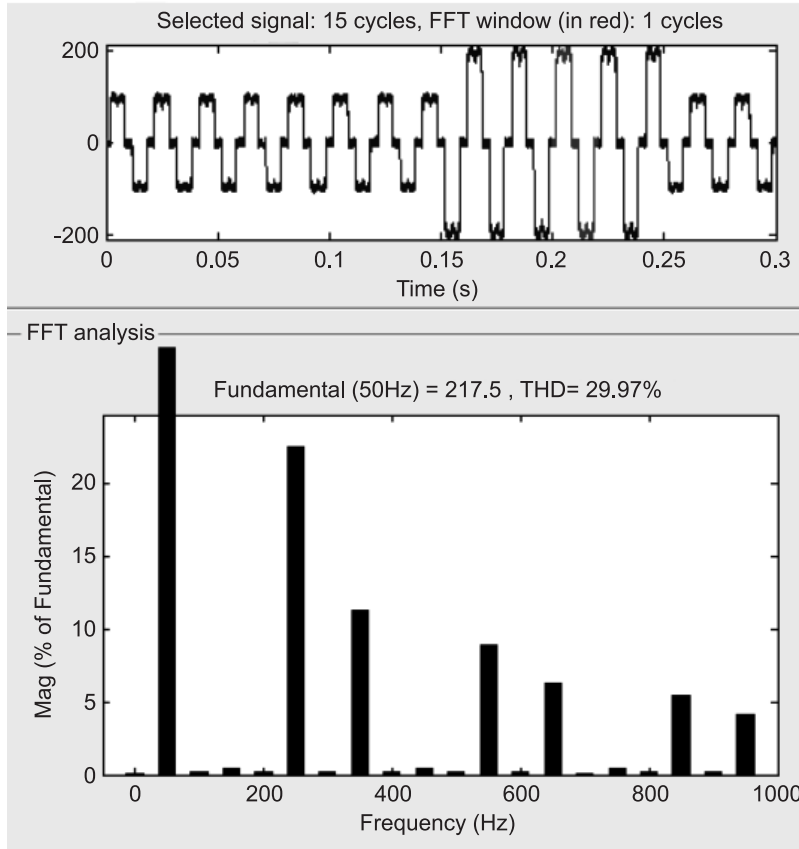 Selected signal: 15 cycles, FFT window (in red): 1 cycles
200
0
-200
0 0.05 0.1 0.15 0.2 0.25 0.3
Time (s)
FFT analysis
Fundamental (50Hz) = 217.5 , THD= 29.97%
Mag (% of Fundamental)
20
15
10
5
0
0 200 400 600 800 1000
Frequency (Hz)